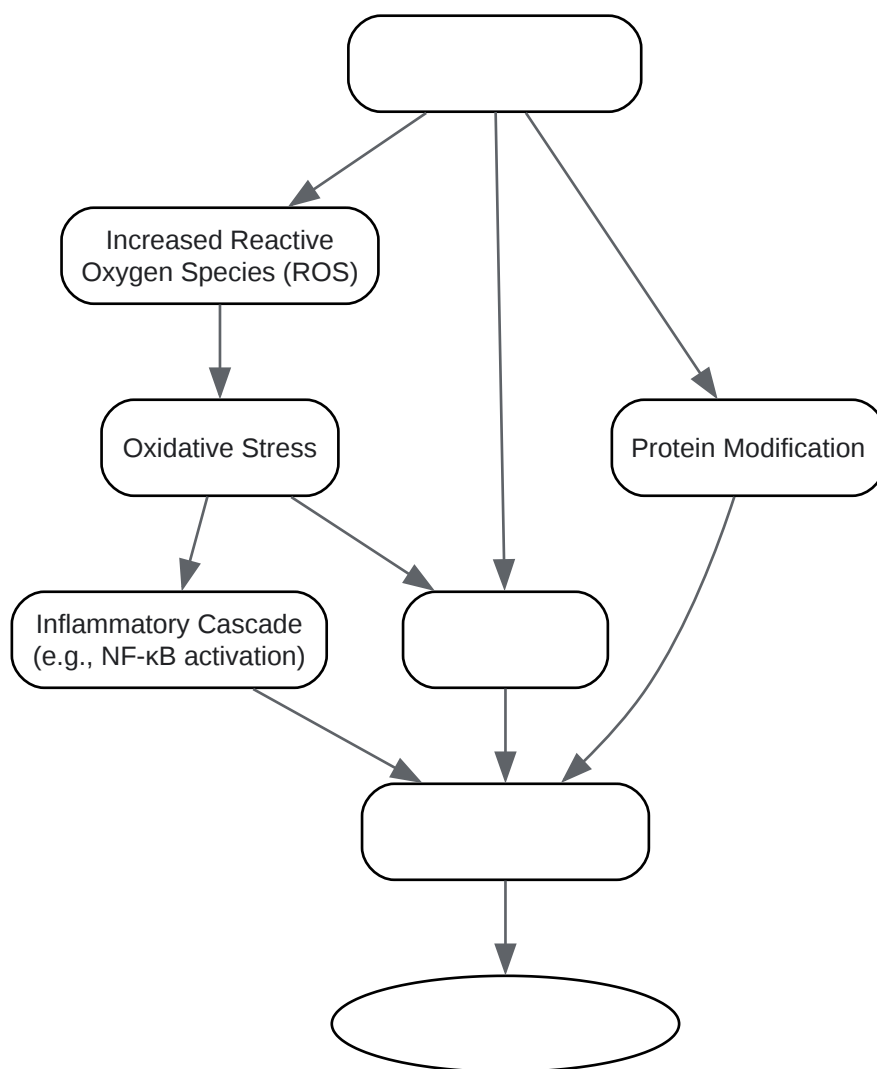 Increased Reactive
Oxygen Species (ROS)
Oxidative Stress
Protein Modification
Inflammatory Cascade
(e.g., NF-κB activation)